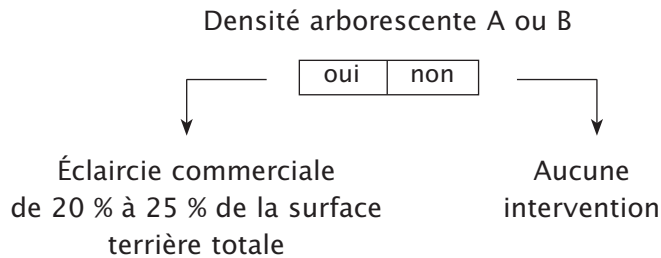 Densité arborescente A ou B
oui non
Éclaircie commerciale
de 20 % à 25 % de la surface
terrière totale
Aucune
intervention